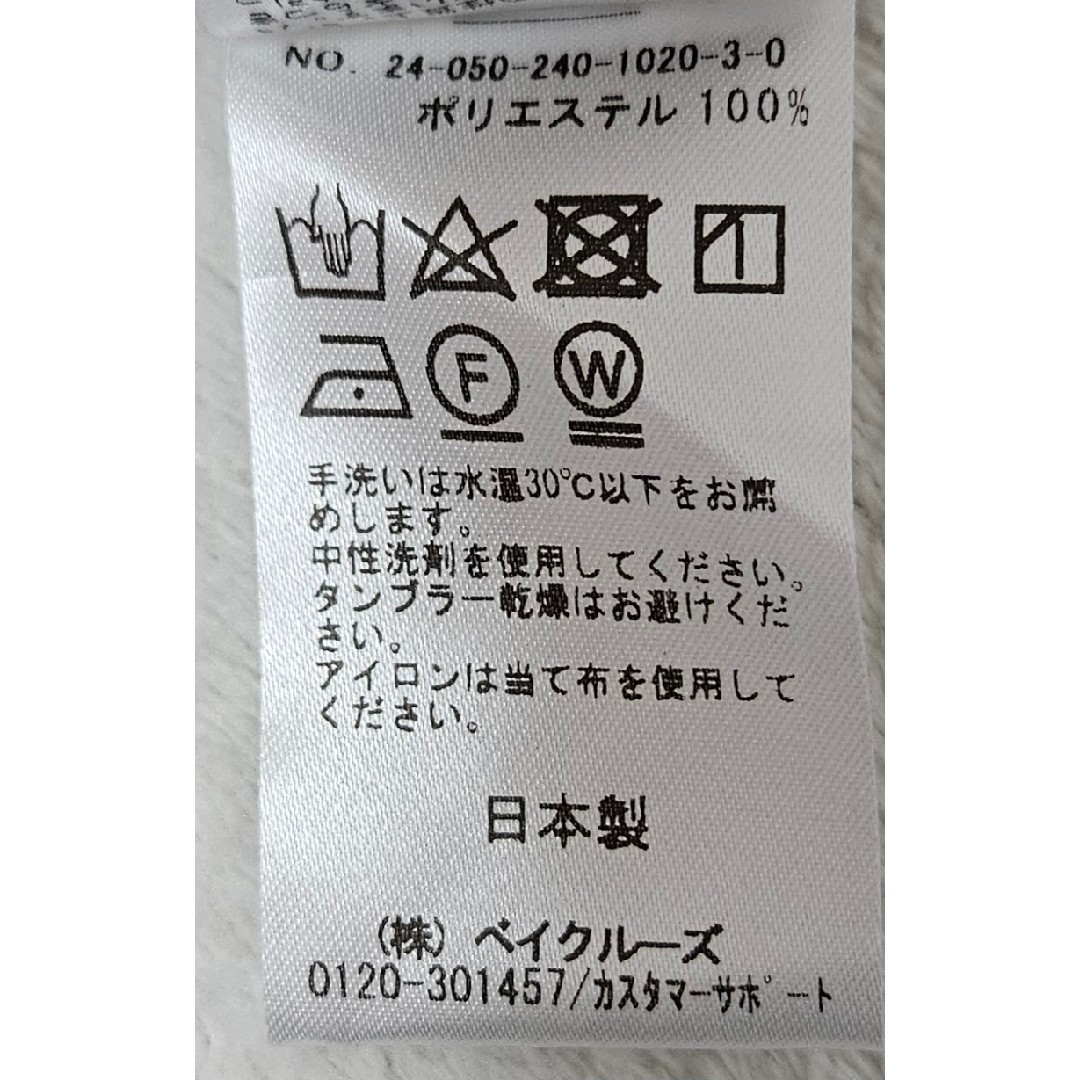 NO. 24-050-240-1020-3-0
ポリエステル 100%
F
W
手洗いは水温30℃以下をお薦
めします。
中性洗剤を使用してください。
タンブラー乾燥はお避けくだ
さい。
アイロンは当て布を使用して
ください。
日本製
(株) ベイクルーズ
0120-301457/カスタマーサポート